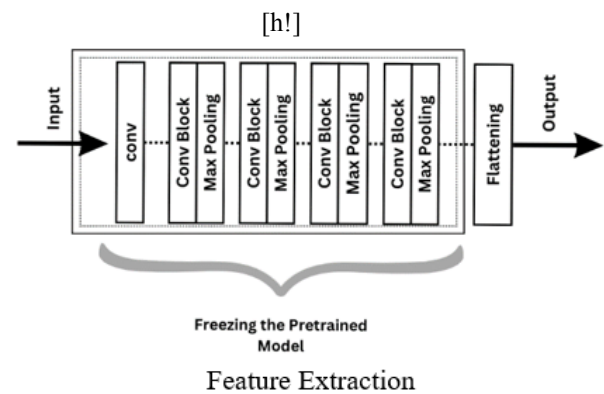 [h!]
Input
conv
Conv Block
Max Pooling
Conv Block
Max Pooling
Conv Block
Max Pooling
Conv Block
Max Pooling
Flattening
Output
Freezing the Pretrained
Model
Feature Extraction